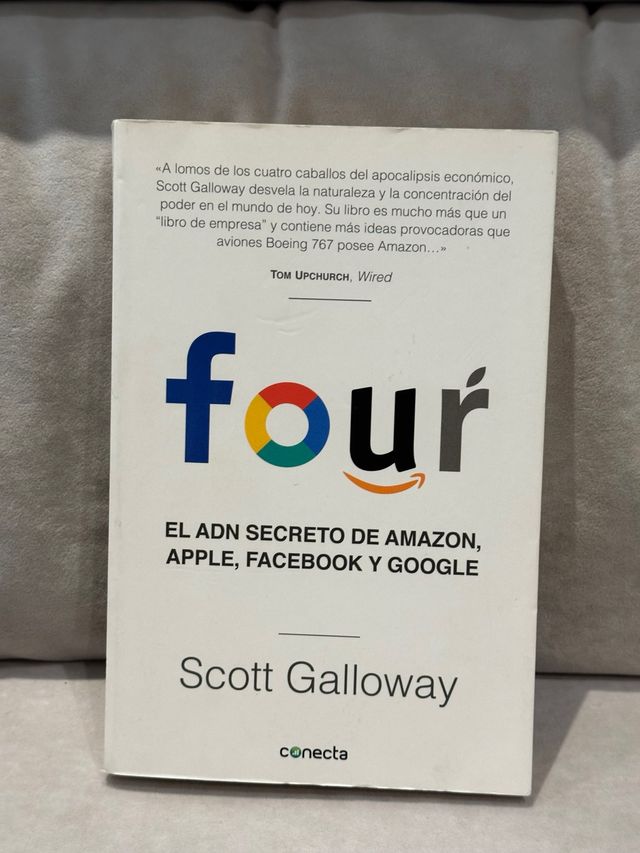 «A lomos de los cuatro caballos del apocalipsis económico,
Scott Galloway desvela la naturaleza y la concentración del
poder en el mundo de hoy. Su libro es mucho más que un
“libro de empresa” y contiene más ideas provocadoras que
aviones Boeing 767 posee Amazon…»
TOM UPCHURCH, Wired
four
EL ADN SECRETO DE AMAZON,
APPLE, FACEBOOK Y GOOGLE
Scott Galloway
conecta